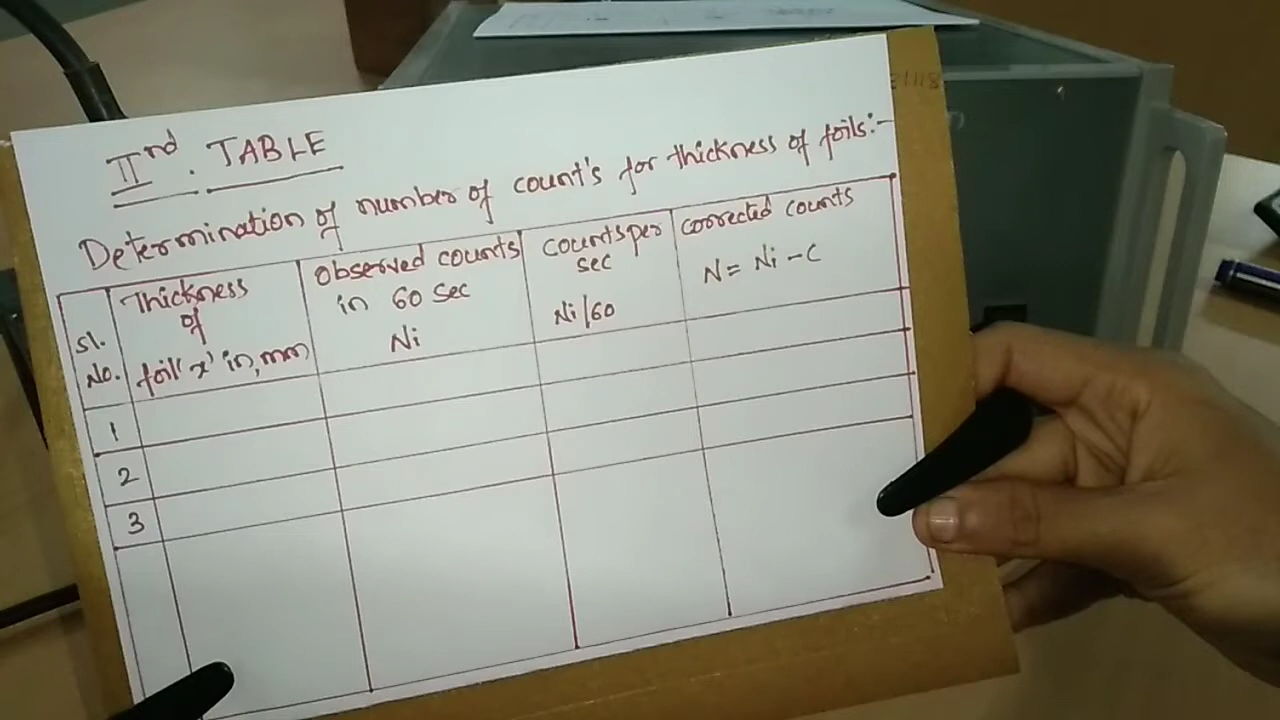 IInd. TABLE
Determination of number of count's for thickness of foils:-
Sl. No.
Thickness
of
foil 'x' in, mm
Observed counts
in 60 sec
Ni
Counts per
sec
Ni/60
corrected counts
N = Ni - C
1
2
3